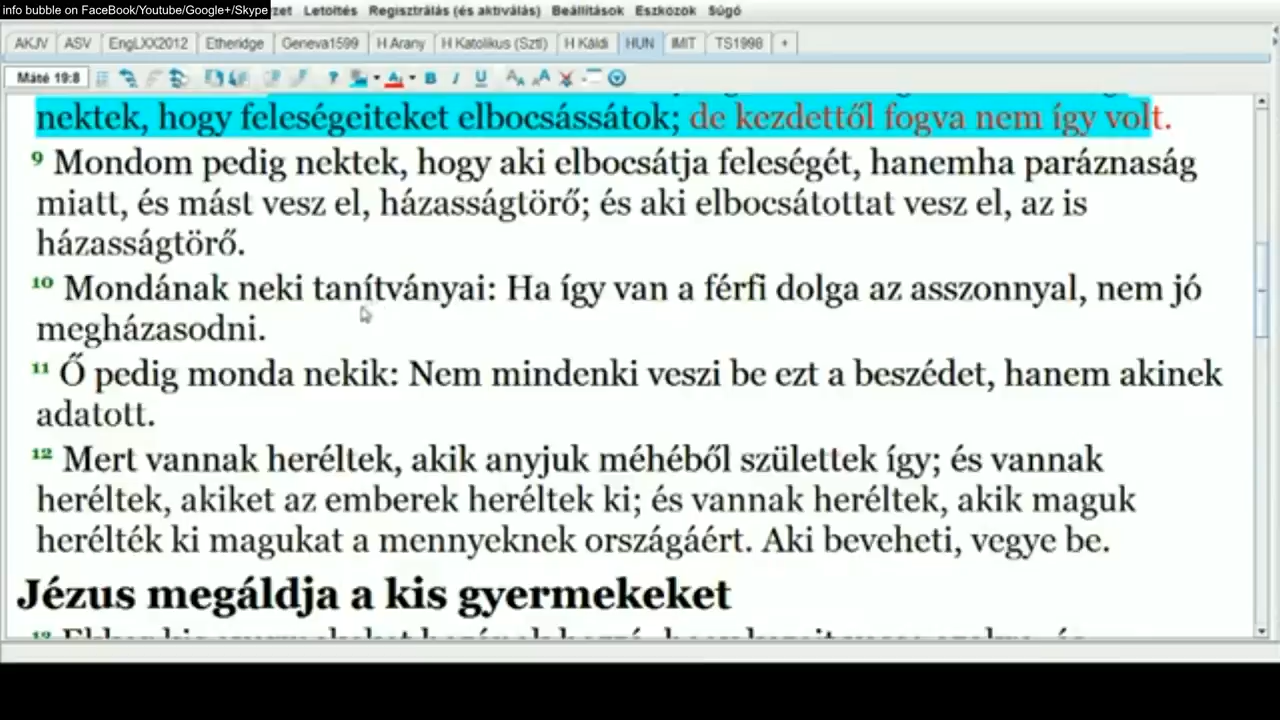 info bubble on FaceBook/Youtube/Google+/Skype
Letoltés Regisztrálás (és aktiválás) Beállítások Eszközök Súgó
AKJV ASV EnglXX2012 Etheridge Geneva1599 H Arany H Katolikus (SztI) H Káldi HUN IMIT TS1998 +
Máté 19:8
nektek, hogy feleségeiteket elbocsássátok; de kezdettől fogva nem így volt.
9 Mondom pedig nektek, hogy aki elbocsátja feleségét, hanemha paráznaság
miatt, és mást vesz el, házasságtörő; és aki elbocsátottat vesz el, az is
házasságtörő.
10 Mondának neki tanítványai: Ha így van a férfi dolga az asszonnyal, nem jó
megházasodni.
11 Ő pedig monda nekik: Nem mindenki veszi be ezt a beszédet, hanem akinek
adatott.
12 Mert vannak heréltek, akik anyjuk méhéből születtek így; és vannak
heréltek, akiket az emberek heréltek ki; és vannak heréltek, akik maguk
herélték ki magukat a mennyeknek országáért. Aki beveheti, vegye be.
Jézus megáldja a kis gyermekeket